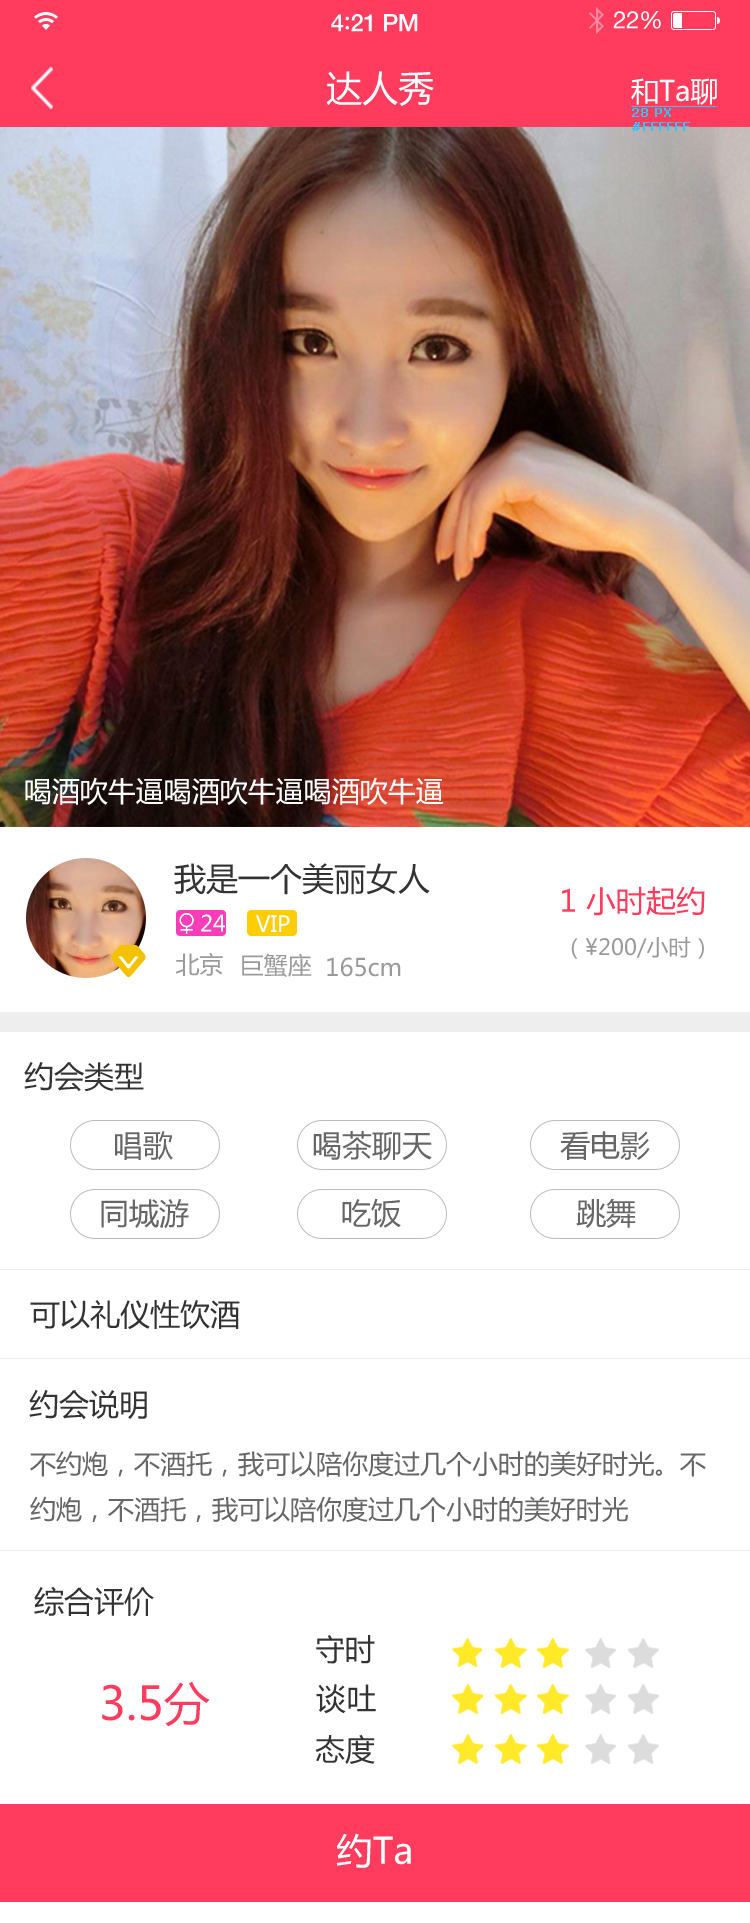 4:21 PM
22%
达人秀
和Ta聊
28 PX
#FFFFFF
喝酒吹牛逼喝酒吹牛逼喝酒吹牛逼
我是一个美丽女人
♀24 VIP
北京 巨蟹座 165cm
1 小时起约
（¥200/小时）
约会类型
唱歌 喝茶聊天 看电影
同城游 吃饭 跳舞
可以礼仪性饮酒
约会说明
不约炮，不酒托，我可以陪你度过几个小时的美好时光。不
约炮，不酒托，我可以陪你度过几个小时的美好时光
综合评价
3.5分
守时
谈吐
态度
约Ta